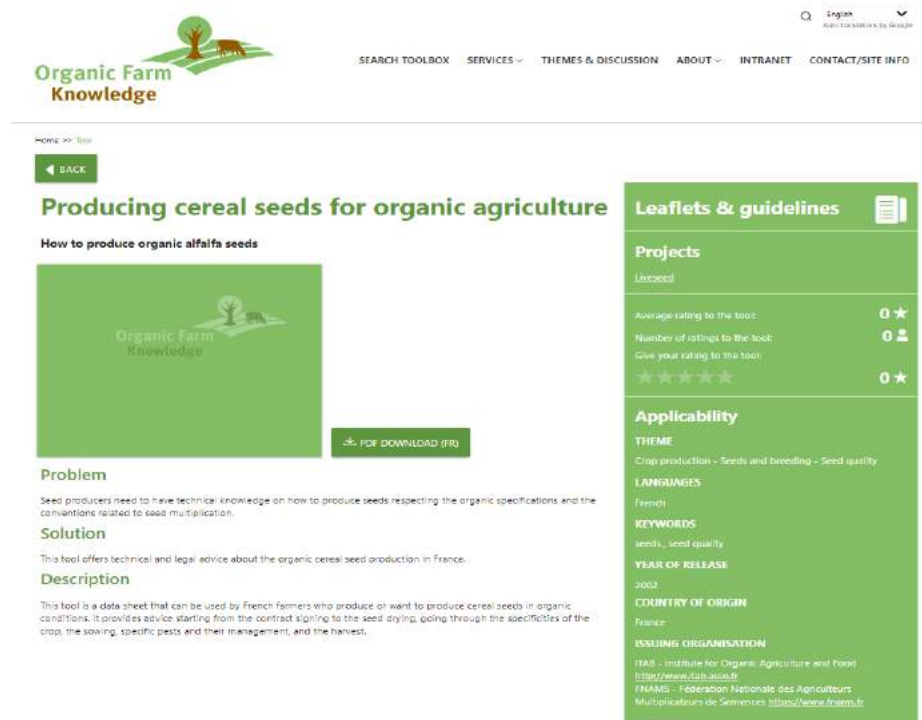 English
Auto translations by Google
Organic Farm
Knowledge
SEARCH TOOLBOX SERVICES THEMES & DISCUSSION ABOUT INTRANET CONTACT/SITE INFO
Home >> Tool
BACK
Producing cereal seeds for organic agriculture
How to produce organic alfalfa seeds
Organic Farm
Knowledge
PDF DOWNLOAD (FR)
Problem
Seed producers need to have technical knowledge on how to produce seeds respecting the organic specifications and the
conventions related to seed multiplication.
Solution
This tool offers technical and legal advice about the organic cereal seed production in France.
Description
This tool is a data sheet that can be used by French farmers who produce or want to produce cereal seeds in organic
conditions. It provides advice starting from the contract signing to the seed drying, going through the specificities of the
crop, the sowing, specific pests and their management, and the harvest.
Leaflets & guidelines
Projects
Liveseed
Average rating to the tool: 0
Number of ratings to the tool: 0
Give your rating to the tool:
0
Applicability
THEME
Crop production - Seeds and breeding - Seed quality
LANGUAGES
French
KEYWORDS
seeds, seed quality
YEAR OF RELEASE
2002
COUNTRY OF ORIGIN
France
ISSUING ORGANISATION
ITAB - Institute for Organic Agriculture and Food
http://www.itab.asso.fr
FNAMS - Fédération Nationale des Agriculteurs
Multiplicateurs de Semences https://www.fnams.fr